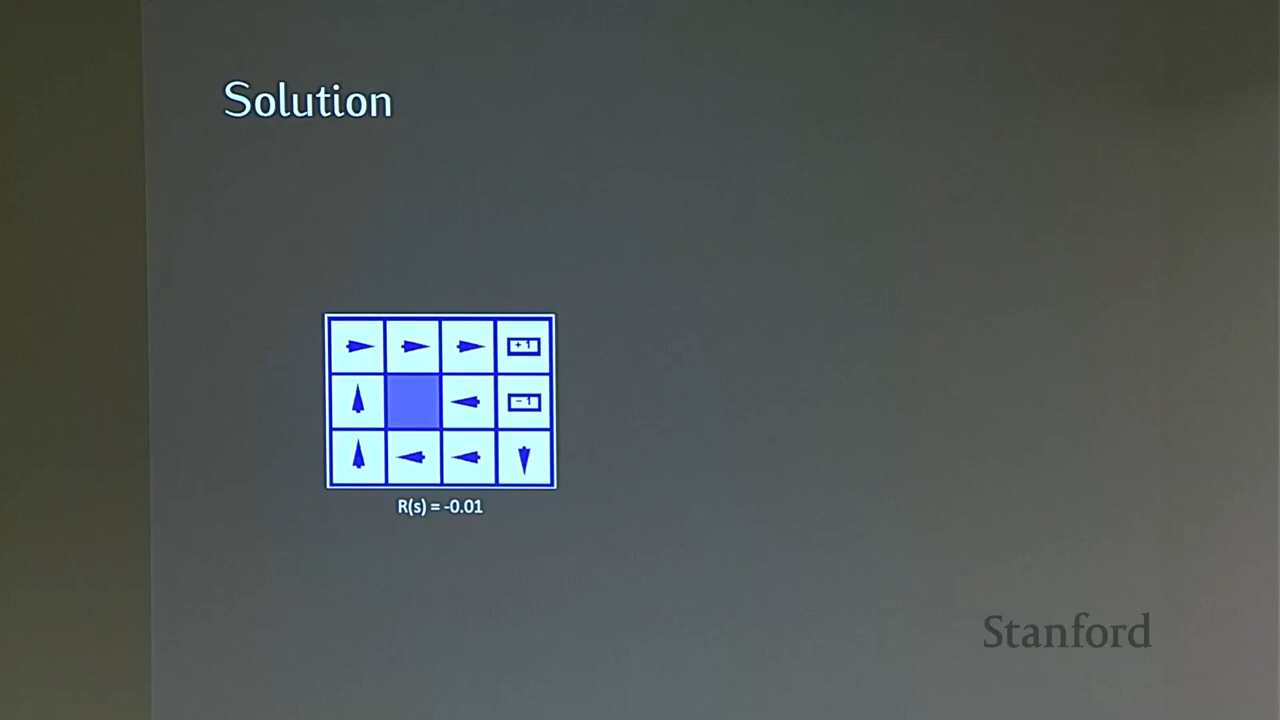 Solution
+1
-1
R(s) = -0.01
Stanford